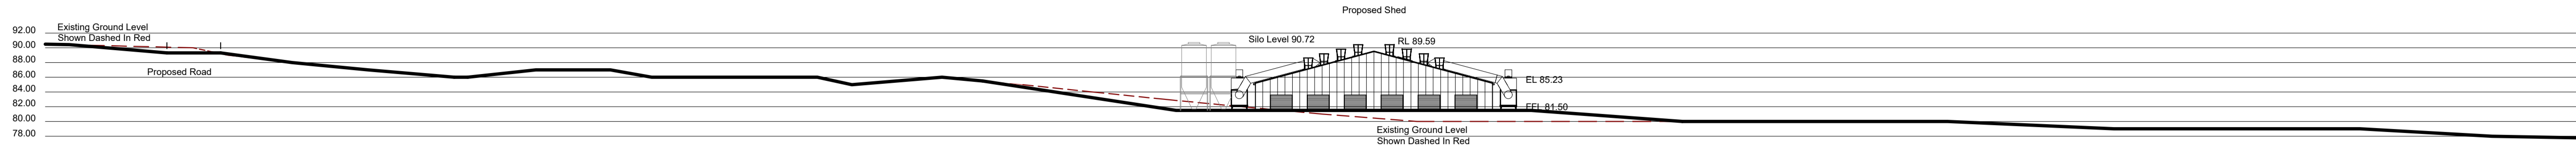 Proposed Shed
Existing Ground Level
Shown Dashed In Red
92.00
90.00
88.00
86.00
84.00
82.00
80.00
78.00
Proposed Road
Silo Level 90.72
RL 89.59
EL 85.23
FFL 81.50
Existing Ground Level
Shown Dashed In Red